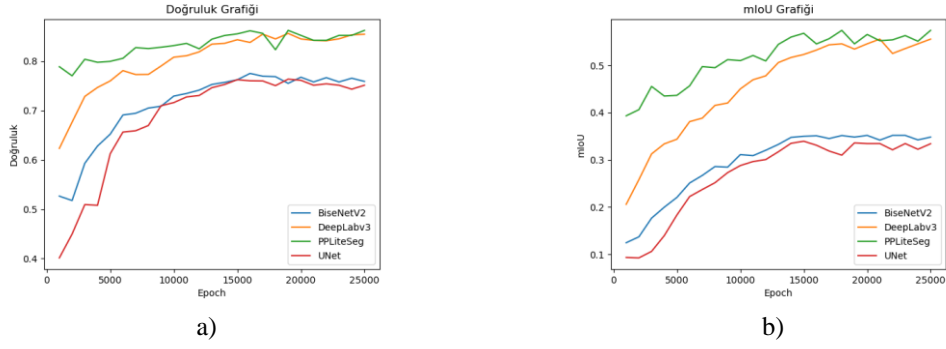 Doğruluk Grafiği
Doğruluk
0.8
0.7
0.6
0.5
0.4
0
5000
10000
15000
20000
25000
Epoch
BiseNetV2
DeepLabv3
PPLiteSeg
UNet
a)
mIoU Grafiği
mIoU
0.5
0.4
0.3
0.2
0.1
0
5000
10000
15000
20000
25000
Epoch
BiseNetV2
DeepLabv3
PPLiteSeg
UNet
b)